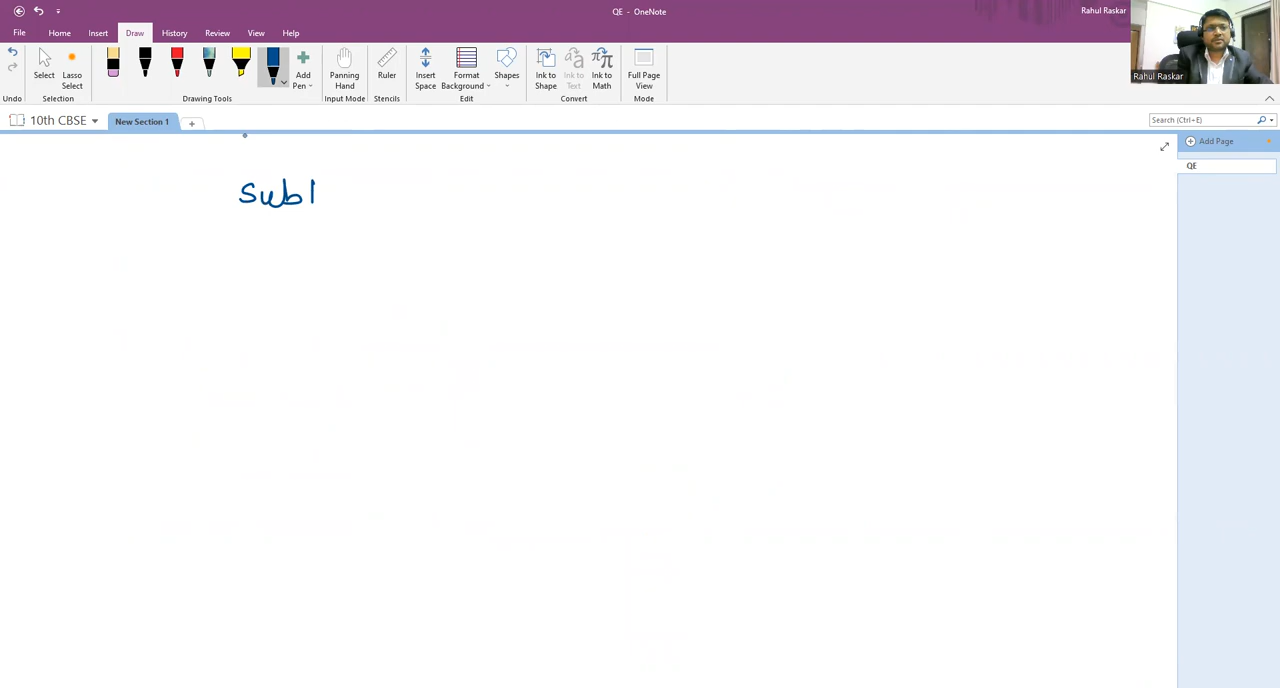 QE - OneNote
Rahul Raskar
File Home Insert Draw History Review View Help
Select Lasso Select Add Pen Panning Hand Ruler Insert Space Format Background Shapes Ink to Shape Ink to Text Ink to Math Full Page View
Undo Selection Drawing Tools Input Mode Stencils Edit Convert Mode
Rahul Raskar
10th CBSE New Section 1 Search (Ctrl+E)
Add Page
QE
Subl